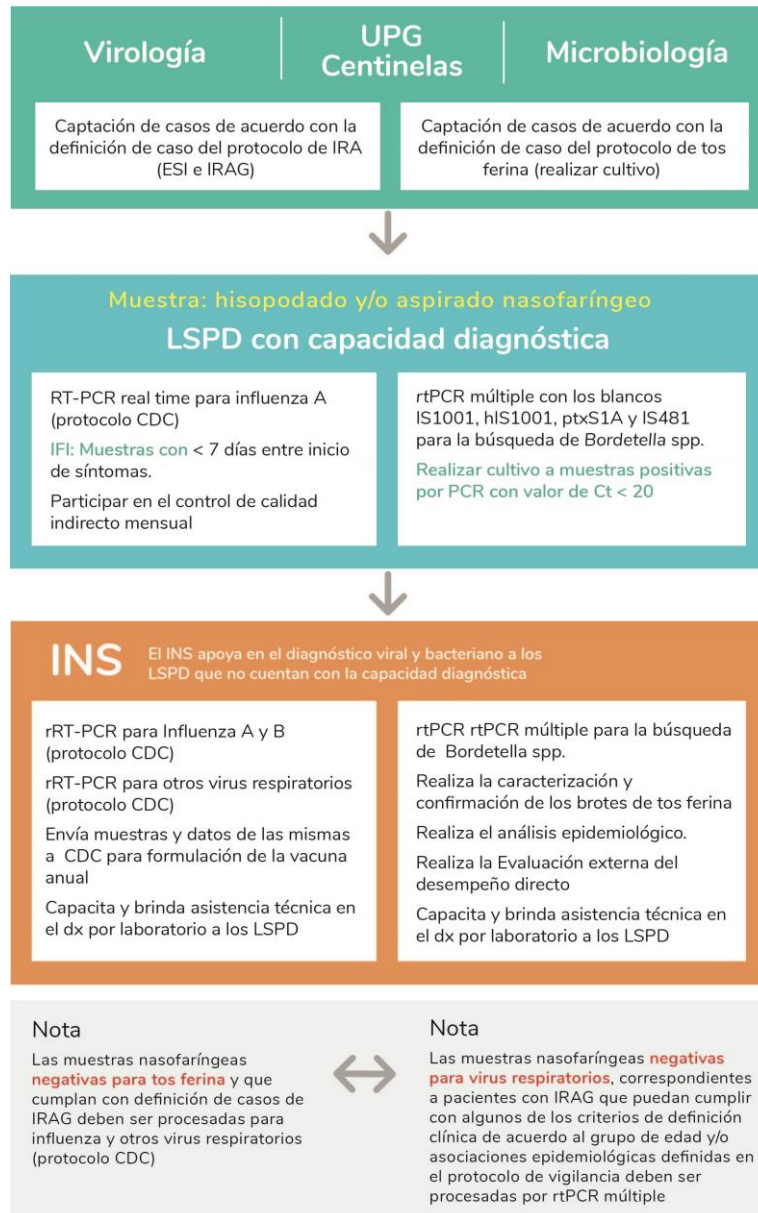 Virología
UPG
Centinelas
Microbiología
Captación de casos de acuerdo con la
definición de caso del protocolo de IRA
(ESI e IRAG)
Captación de casos de acuerdo con la
definición de caso del protocolo de tos
ferina (realizar cultivo)
Muestra: hisopodado y/o aspirado nasofaríngeo
LSPD con capacidad diagnóstica
RT-PCR real time para influenza A
(protocolo CDC)
IFI: Muestras con < 7 días entre inicio
de síntomas.
Participar en el control de calidad
indirecto mensual
rtPCR múltiple con los blancos
IS1001, hIS1001, ptxS1A y IS481
para la búsqueda de Bordetella spp.
Realizar cultivo a muestras positivas
por PCR con valor de Ct < 20
INS
El INS apoya en el diagnóstico viral y bacteriano a los
LSPD que no cuentan con la capacidad diagnóstica
rRT-PCR para Influenza A y B
(protocolo CDC)
rRT-PCR para otros virus respiratorios
(protocolo CDC)
Envía muestras y datos de las mismas
a CDC para formulación de la vacuna
anual
Capacita y brinda asistencia técnica en
el dx por laboratorio a los LSPD
rtPCR rtPCR múltiple para la búsqueda
de Bordetella spp.
Realiza la caracterización y
confirmación de los brotes de tos ferina
Realiza el análisis epidemiológico.
Realiza la Evaluación externa del
desempeño directo
Capacita y brinda asistencia técnica en
el dx por laboratorio a los LSPD
Nota
Las muestras nasofaríngeas
negativas para tos ferina y que
cumplan con definición de casos de
IRAG deben ser procesadas para
influenza y otros virus respiratorios
(protocolo CDC)
Nota
Las muestras nasofaríngeas negativas
para virus respiratorios, correspondientes
a pacientes con IRAG que puedan cumplir
con algunos de los criterios de definición
clínica de acuerdo al grupo de edad y/o
asociaciones epidemiológicas definidas en
el protocolo de vigilancia deben ser
procesadas por rtPCR múltiple